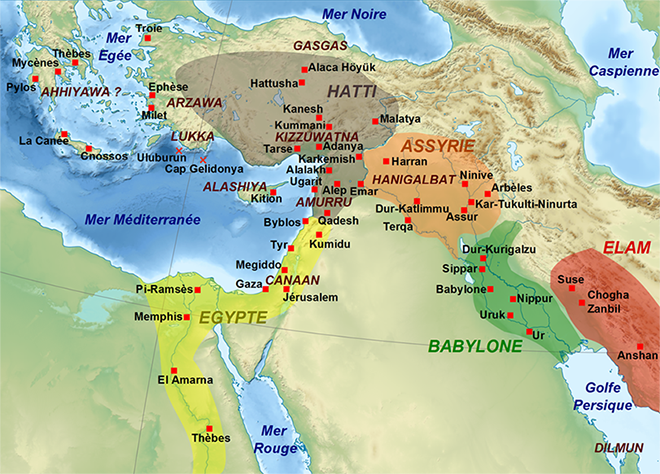 Mer Noire
Troie
Mer
Egée
GASGAS
Thèbes
Mycènes
Alaca Höyük
Mer
Caspienne
Hattusha
Pylos
AHHIYAWA ?
Ephèse
ARZAWA
HATTI
Milet
Kanesh
Malatya
Kummani
La Canée
LUKKA
KIZZUWATNA
ASSYRIE
Cnossos
Uluburun
Tarse
Adanya
Karkemish
Harran
Cap Gelidonya
Alalakh
HANIGALBAT
Ninive
ALASHIYA
Ugarit
Alep
Emar
Arbèles
Kition
AMURRU
Dur-Katlimmu
Kar-Tukulti-Ninurta
Assur
Mer Méditerranée
Byblos
Qadesh
Terqa
Tyr
Kumidu
Dur-Kurigalzu
ELAM
Megiddo
Sippar
Suse
Pi-Ramsès
Gaza
CANAAN
Jérusalem
Babylone
Nippur
Chogha
Zanbil
Memphis
EGYPTE
Uruk
Ur
BABYLONE
Anshan
El Amarna
Golfe
Persique
Thèbes
Mer
Rouge
DILMUN